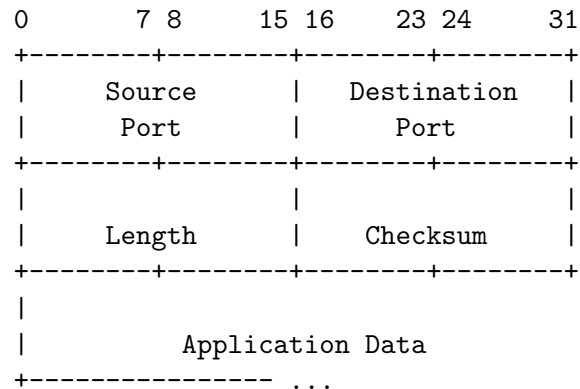 0 7 8 15 16 23 24 31
+--------+--------+--------+--------+
| Source | Destination |
| Port | Port |
+--------+--------+--------+--------+
| | |
| Length | Checksum |
+--------+--------+--------+--------+
|
| Application Data
+---------------- ...